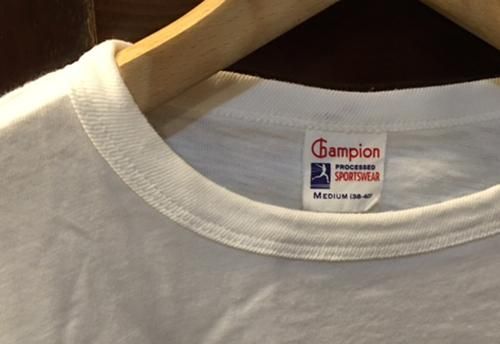 Champion
PROCESSED
SPORTSWEAR
MEDIUM (38-40)